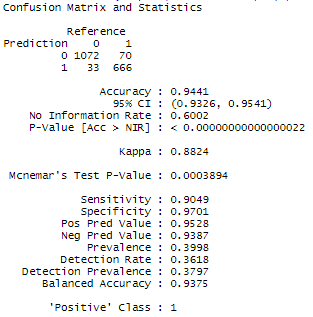 Confusion Matrix and Statistics
Reference
Prediction 0 1
0 1072 70
1 33 666
Accuracy : 0.9441
95% CI : (0.9326, 0.9541)
No Information Rate : 0.6002
P-Value [Acc > NIR] : < 0.00000000000000022
Kappa : 0.8824
Mcnemar's Test P-Value : 0.0003894
Sensitivity : 0.9049
Specificity : 0.9701
Pos Pred Value : 0.9528
Neg Pred Value : 0.9387
Prevalence : 0.3998
Detection Rate : 0.3618
Detection Prevalence : 0.3797
Balanced Accuracy : 0.9375
'Positive' Class : 1